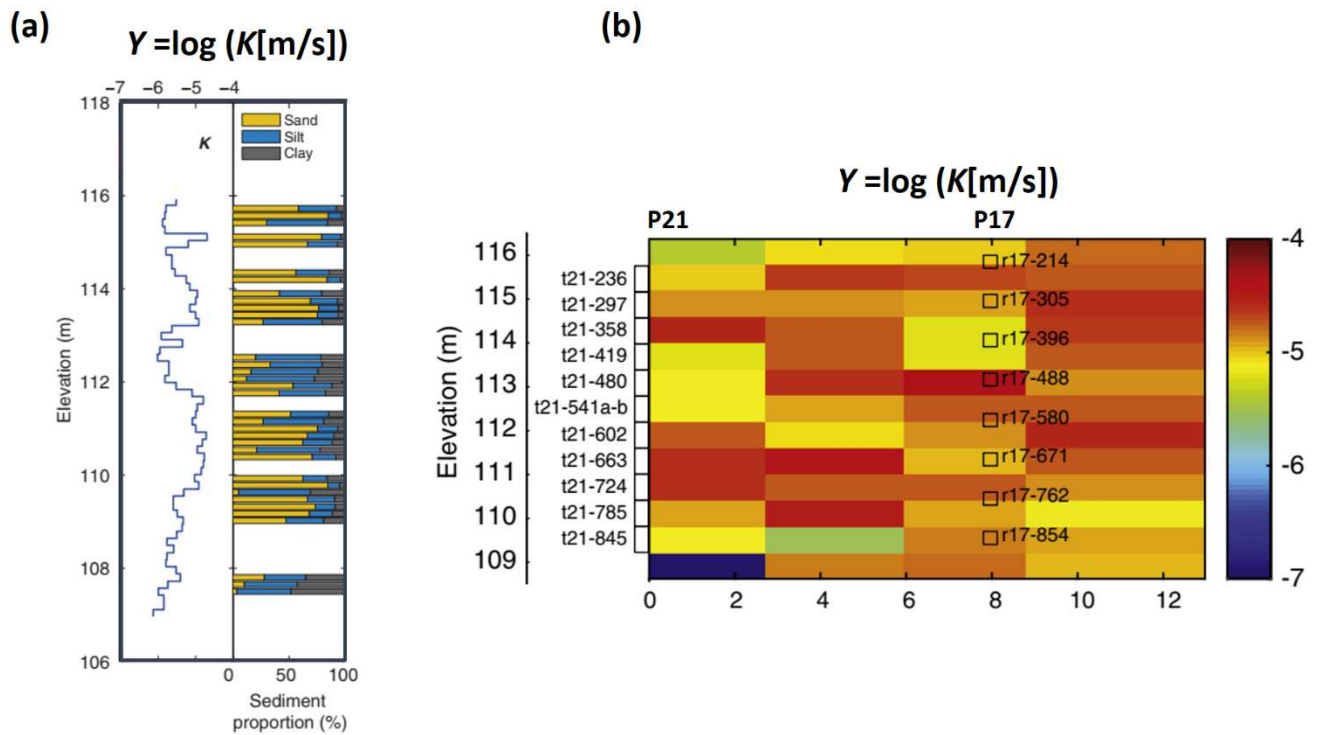 (a)
Y =log (K[m/s])
−7 −6 −5 −4
118
116
114
112
110
108
106
Elevation (m)
K
Sand
Silt
Clay
0 50 100
Sediment
proportion (%)
(b)
Y =log (K[m/s])
P21 P17
116
115
114
113
112
111
110
109
Elevation (m)
t21-236
t21-297
t21-358
t21-419
t21-480
t21-541a-b
t21-602
t21-663
t21-724
t21-785
t21-845
r17-214
r17-305
r17-396
r17-488
r17-580
r17-671
r17-762
r17-854
0 2 4 6 8 10 12
-4
-5
-6
-7